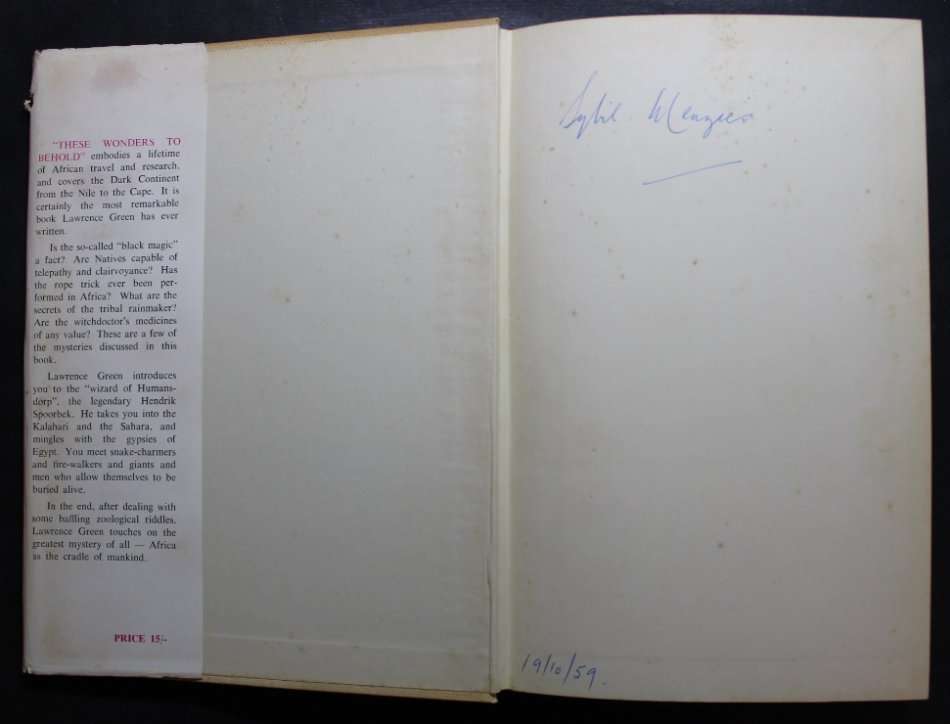 "THESE WONDERS TO
BEHOLD" embodies a lifetime
of African travel and research,
and covers the Dark Continent
from the Nile to the Cape. It is
certainly the most remarkable
book Lawrence Green has ever
written.
Is the so-called "black magic"
a fact? Are Natives capable of
telepathy and clairvoyance? Has
the rope trick ever been per-
formed in Africa? What are the
secrets of the tribal rainmaker?
Are the witchdoctor's medicines
of any value? These are a few of
the mysteries discussed in this
book.
Lawrence Green introduces
you to the "wizard of Humans-
dorp", the legendary Hendrik
Spoorbek. He takes you into the
Kalahari and the Sahara, and
mingles with the gypsies of
Egypt. You meet snake-charmers
and fire-walkers and giants and
men who allow themselves to be
buried alive.
In the end, after dealing with
some baffling zoological riddles,
Lawrence Green touches on the
greatest mystery of all — Africa
as the cradle of mankind.
PRICE 15/-
Sybil Menzies
19/10/59.